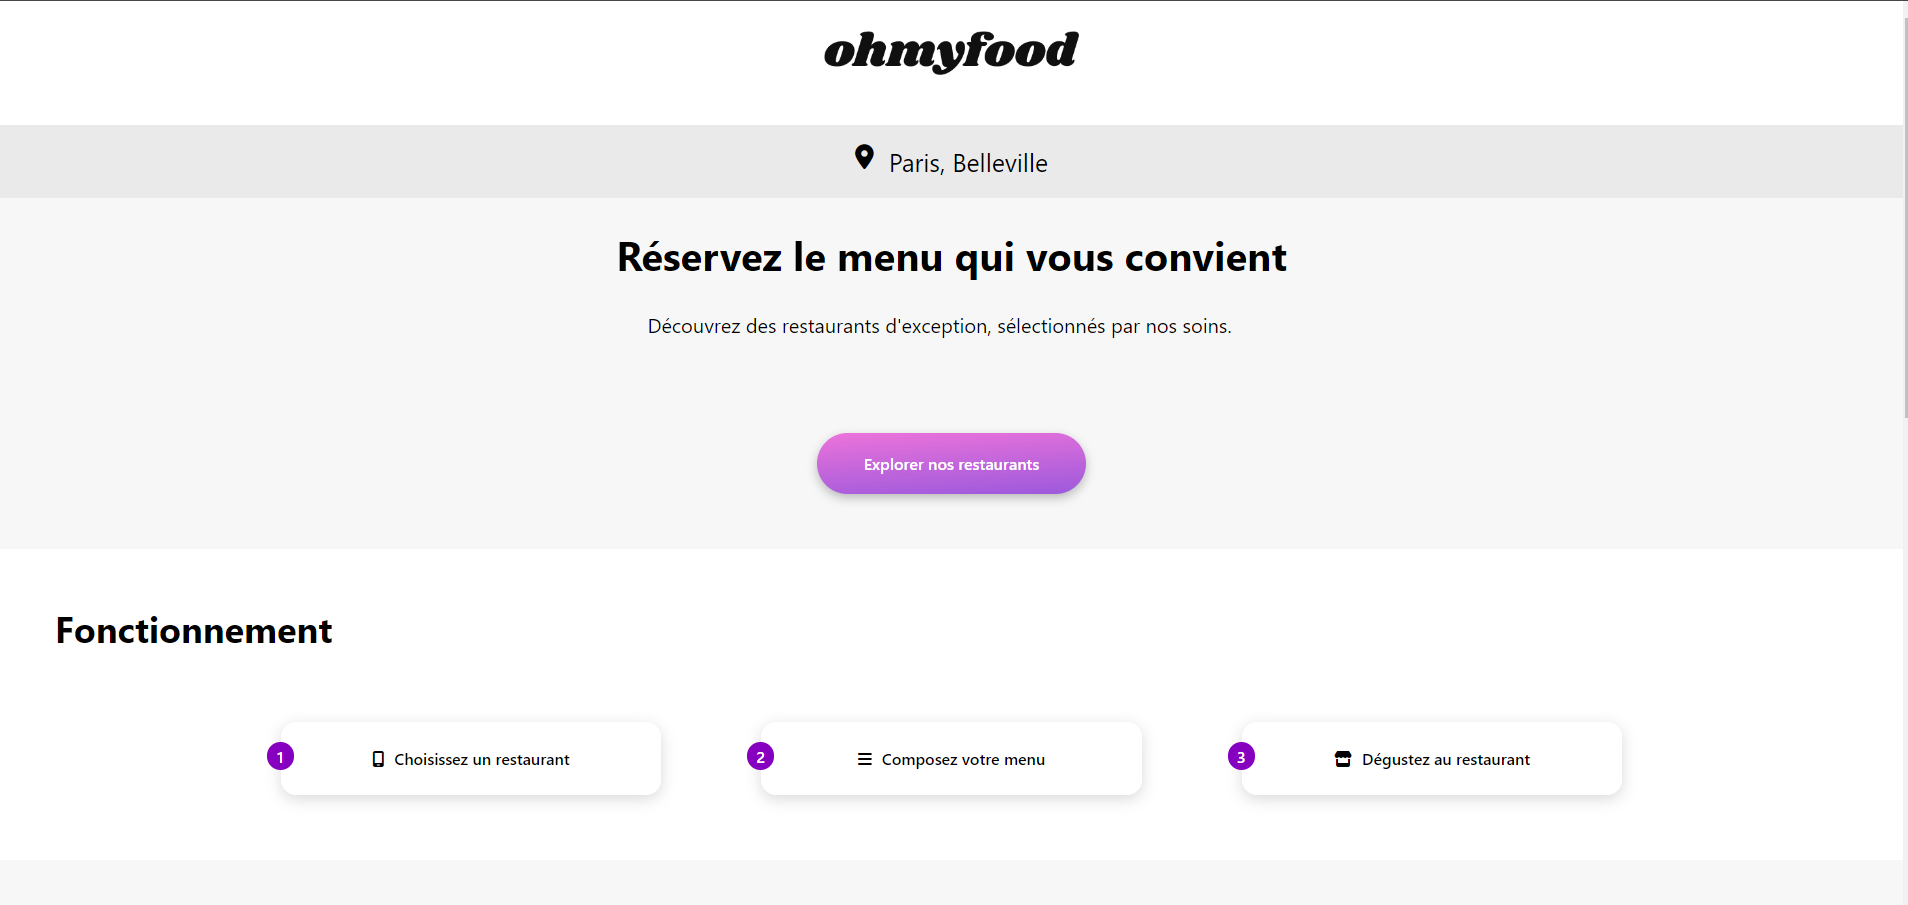 ohmyfood
Paris, Belleville
Réservez le menu qui vous convient
Découvrez des restaurants d'exception, sélectionnés par nos soins.
Explorer nos restaurants
Fonctionnement
1 Choisissez un restaurant
2 Composez votre menu
3 Dégustez au restaurant